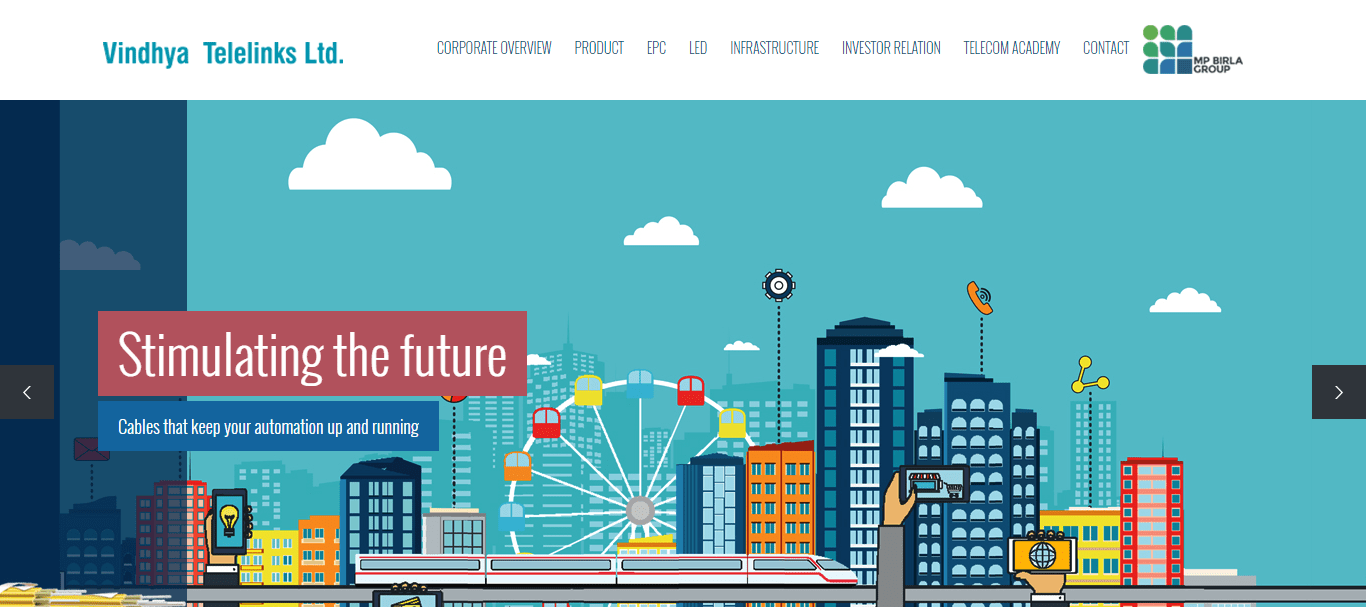 Vindhya Telelinks Ltd.
CORPORATE OVERVIEW PRODUCT EPC LED INFRASTRUCTURE INVESTOR RELATION TELECOM ACADEMY CONTACT
MP BIRLA
GROUP
Stimulating the future
Cables that keep your automation up and running